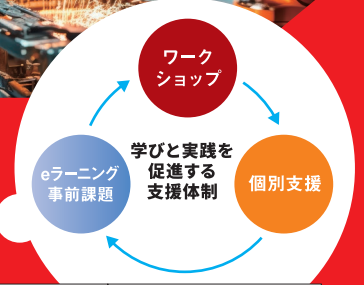 ワーク
ショップ
学びと実践を
促進する
支援体制
eラーニング
事前課題
個別支援